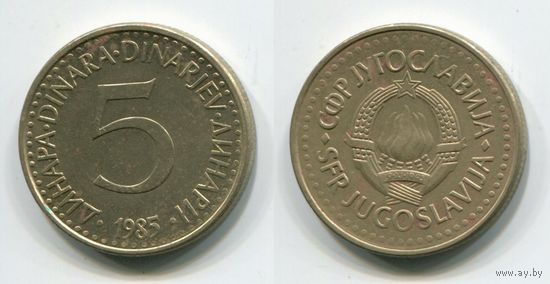 ДИНАРА·DINARA·DINARJEV·ДИНАРИ·
5
1985
СФР ЈУГОСЛАВИЈА
SFR JUGOSLAVIJA
www.ay.by